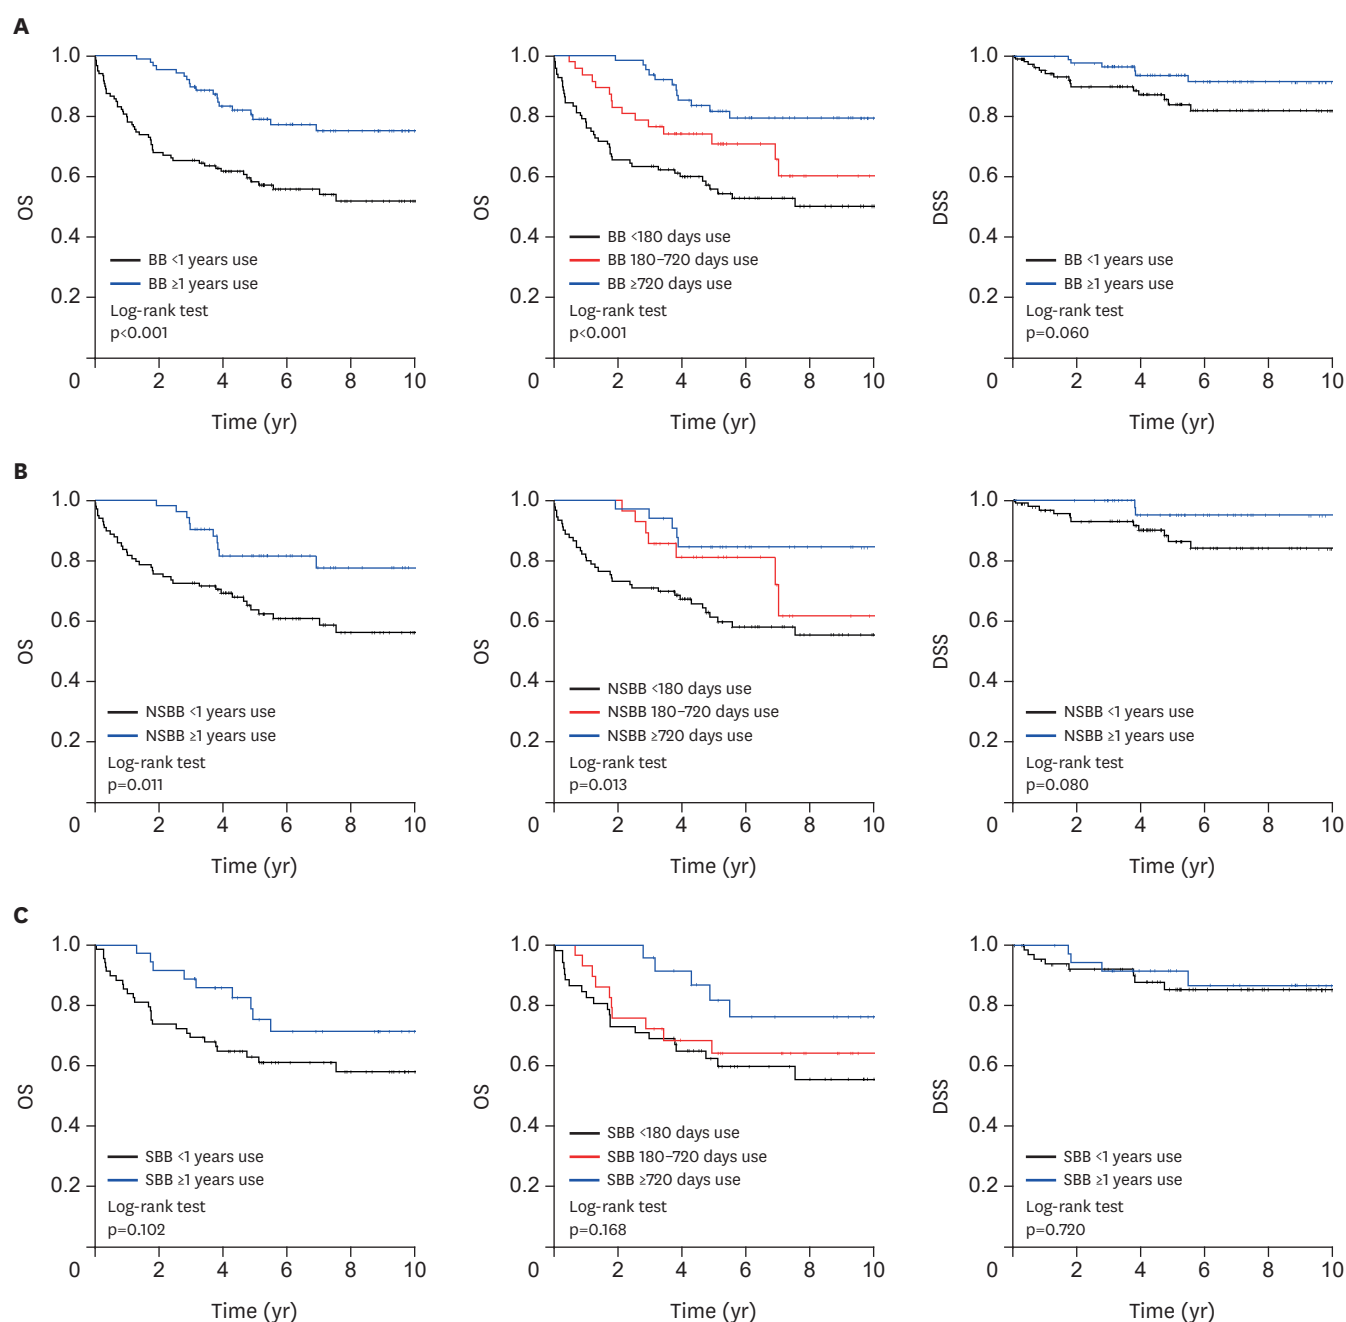 A
1.0
0.8
0.6
0.4
0.2
0
2
4
6
8
10
OS
Time (yr)
BB <1 years use
BB ≥1 years use
Log-rank test
p<0.001
1.0
0.8
0.6
0.4
0.2
0
2
4
6
8
10
OS
Time (yr)
BB <180 days use
BB 180–720 days use
BB ≥720 days use
Log-rank test
p<0.001
1.0
0.8
0.6
0.4
0.2
0
2
4
6
8
10
DSS
Time (yr)
BB <1 years use
BB ≥1 years use
Log-rank test
p=0.060
B
1.0
0.8
0.6
0.4
0.2
0
2
4
6
8
10
OS
Time (yr)
NSBB <1 years use
NSBB ≥1 years use
Log-rank test
p=0.011
1.0
0.8
0.6
0.4
0.2
0
2
4
6
8
10
OS
Time (yr)
NSBB <180 days use
NSBB 180–720 days use
NSBB ≥720 days use
Log-rank test
p=0.013
1.0
0.8
0.6
0.4
0.2
0
2
4
6
8
10
DSS
Time (yr)
NSBB <1 years use
NSBB ≥1 years use
Log-rank test
p=0.080
C
1.0
0.8
0.6
0.4
0.2
0
2
4
6
8
10
OS
Time (yr)
SBB <1 years use
SBB ≥1 years use
Log-rank test
p=0.102
1.0
0.8
0.6
0.4
0.2
0
2
4
6
8
10
OS
Time (yr)
SBB <180 days use
SBB 180–720 days use
SBB ≥720 days use
Log-rank test
p=0.168
1.0
0.8
0.6
0.4
0.2
0
2
4
6
8
10
DSS
Time (yr)
SBB <1 years use
SBB ≥1 years use
Log-rank test
p=0.720